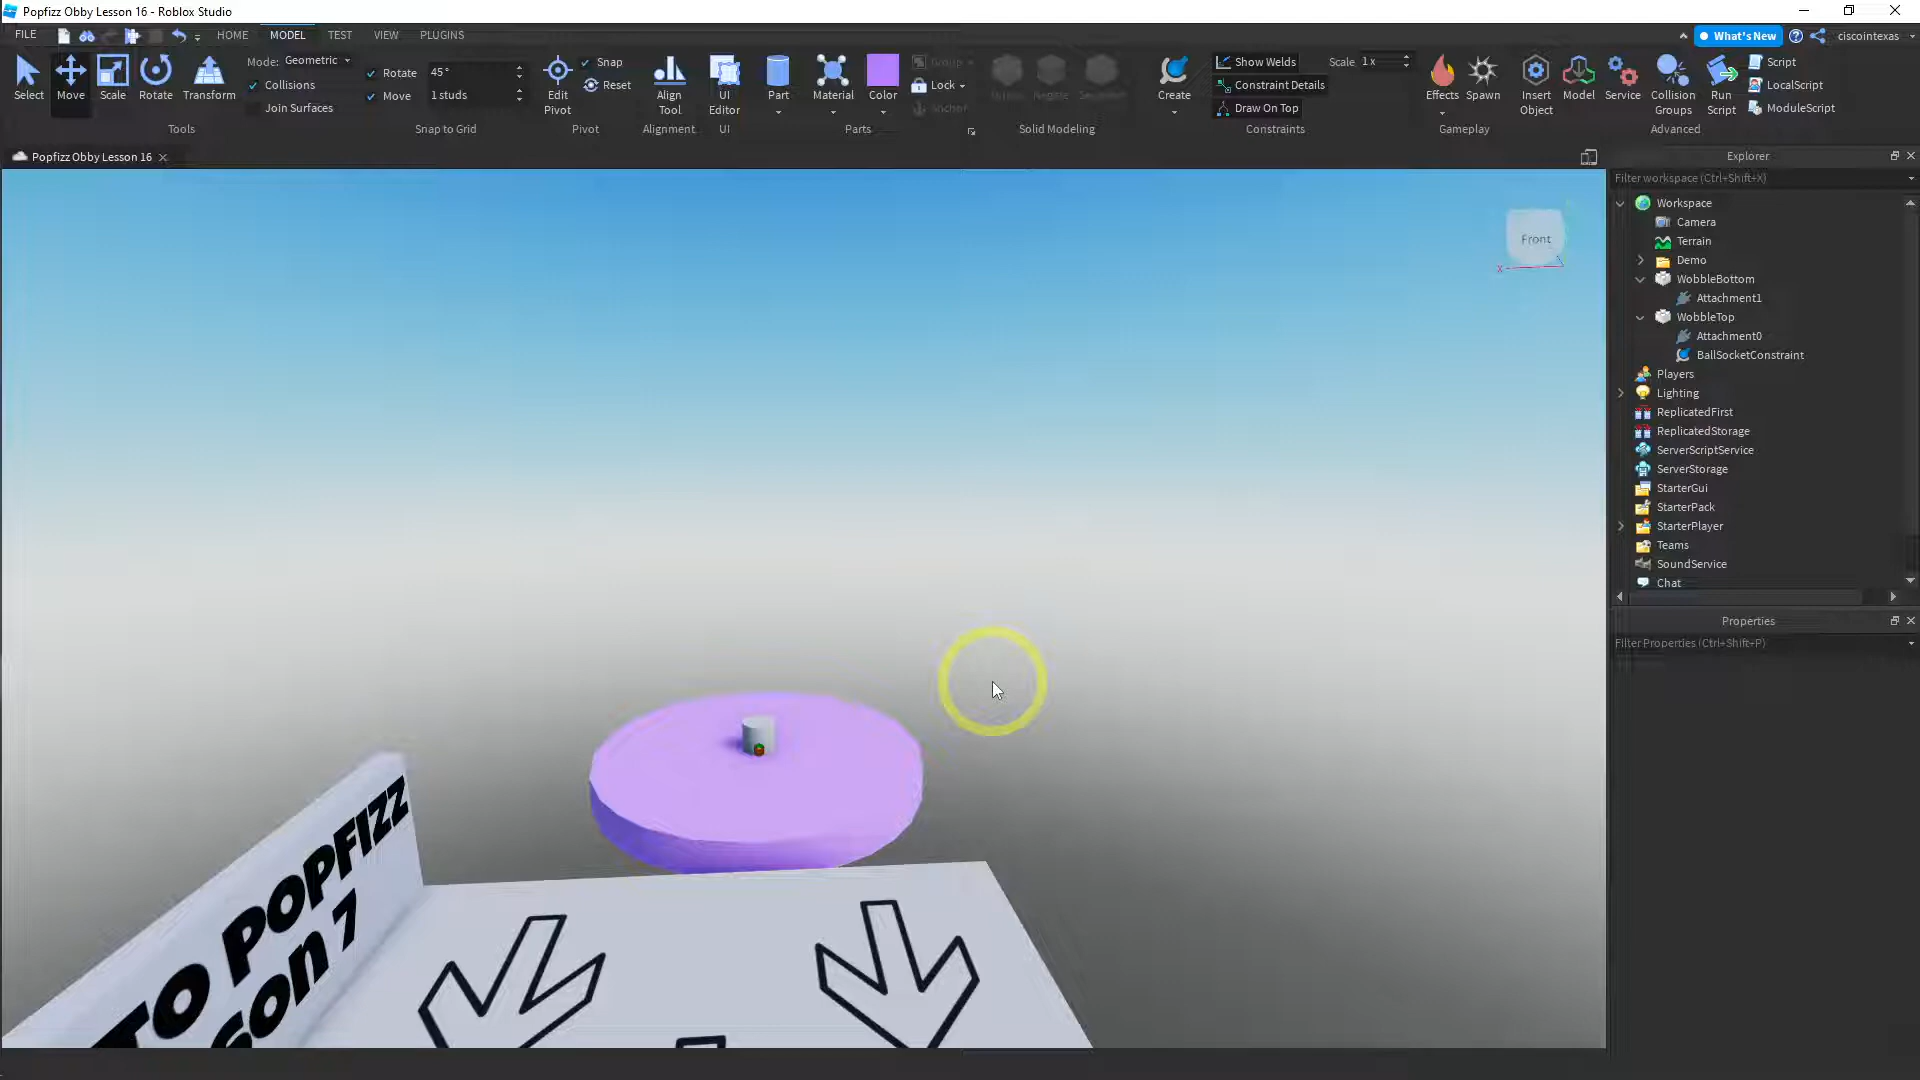 Popfizz Obby Lesson 16 - Roblox Studio
FILE HOME MODEL TEST VIEW PLUGINS What's New ciscointexas
Mode: Geometric Rotate 45° Snap Group Show Welds Scale 1 x Script
Collisions Reset Lock Constraint Details LocalScript
Select Move Scale Rotate Transform Move 1 studs Edit Pivot Align Tool UI Editor Part Material Color Create Effects Spawn Insert Object Model Service Collision Groups Run Script
Join Surfaces Anchor Draw On Top ModuleScript
Tools Snap to Grid Pivot Alignment UI Parts Solid Modeling Constraints Gameplay Advanced
Popfizz Obby Lesson 16
Explorer
Filter workspace (Ctrl+Shift+X)
Workspace
Camera
Terrain
Demo
WobbleBottom
Attachment1
WobbleTop
Attachment0
BallSocketConstraint
Players
Lighting
ReplicatedFirst
ReplicatedStorage
ServerScriptService
ServerStorage
StarterGui
StarterPack
StarterPlayer
Teams
SoundService
Chat
Properties
Filter Properties (Ctrl+Shift+P)
Front
X
TO POPFIZZ
son 7